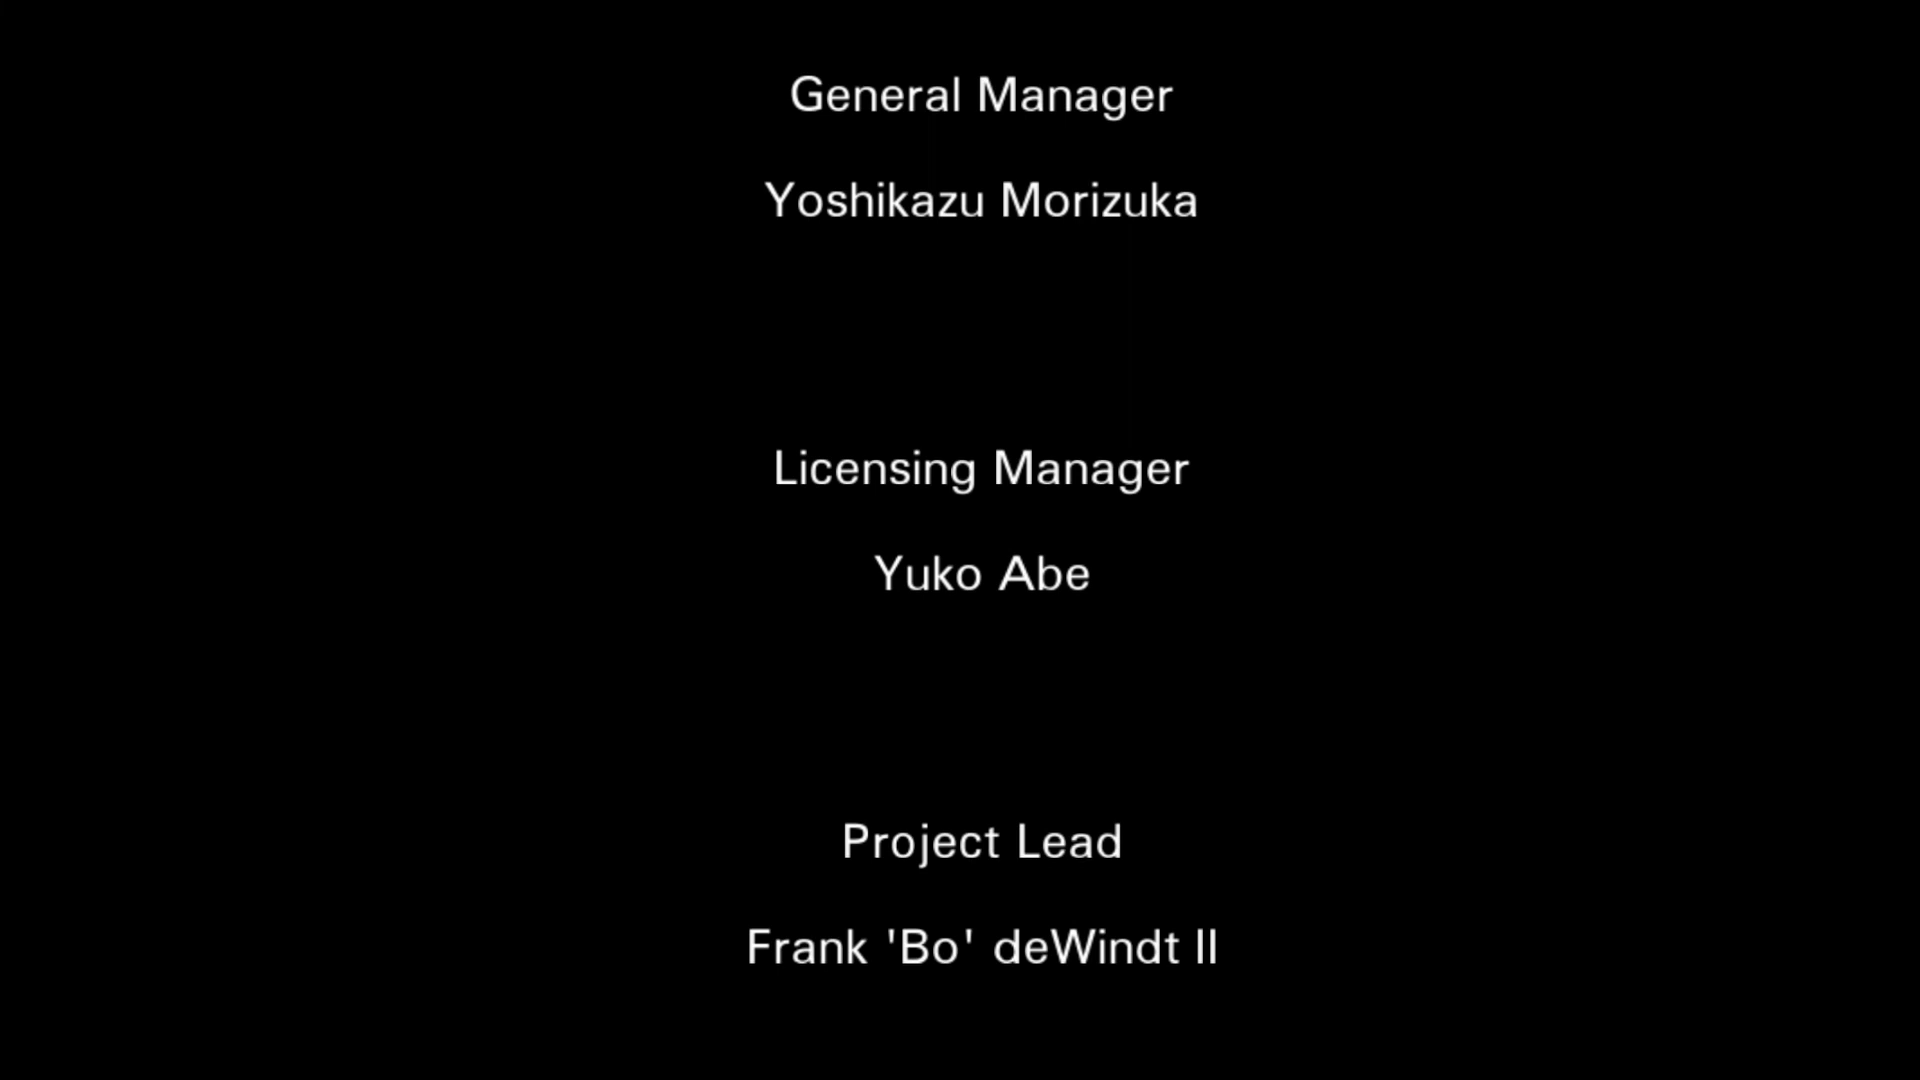 General Manager
Yoshikazu Morizuka
Licensing Manager
Yuko Abe
Project Lead
Frank 'Bo' deWindt II